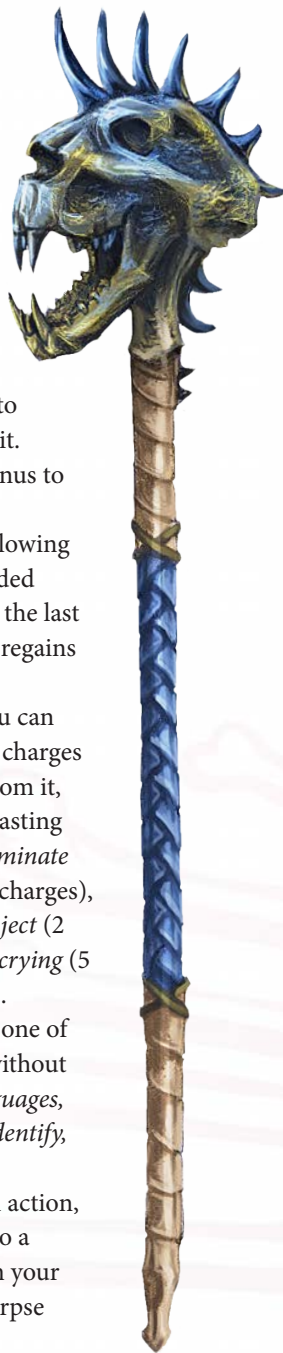 to
it.
nus to
lowing
ded
the last
regains
u can
charges
om it,
asting
minate
charges),
ject (2
crying (5
.
one of
vithout
uages,
dentify,
action,
o a
n your
rpse